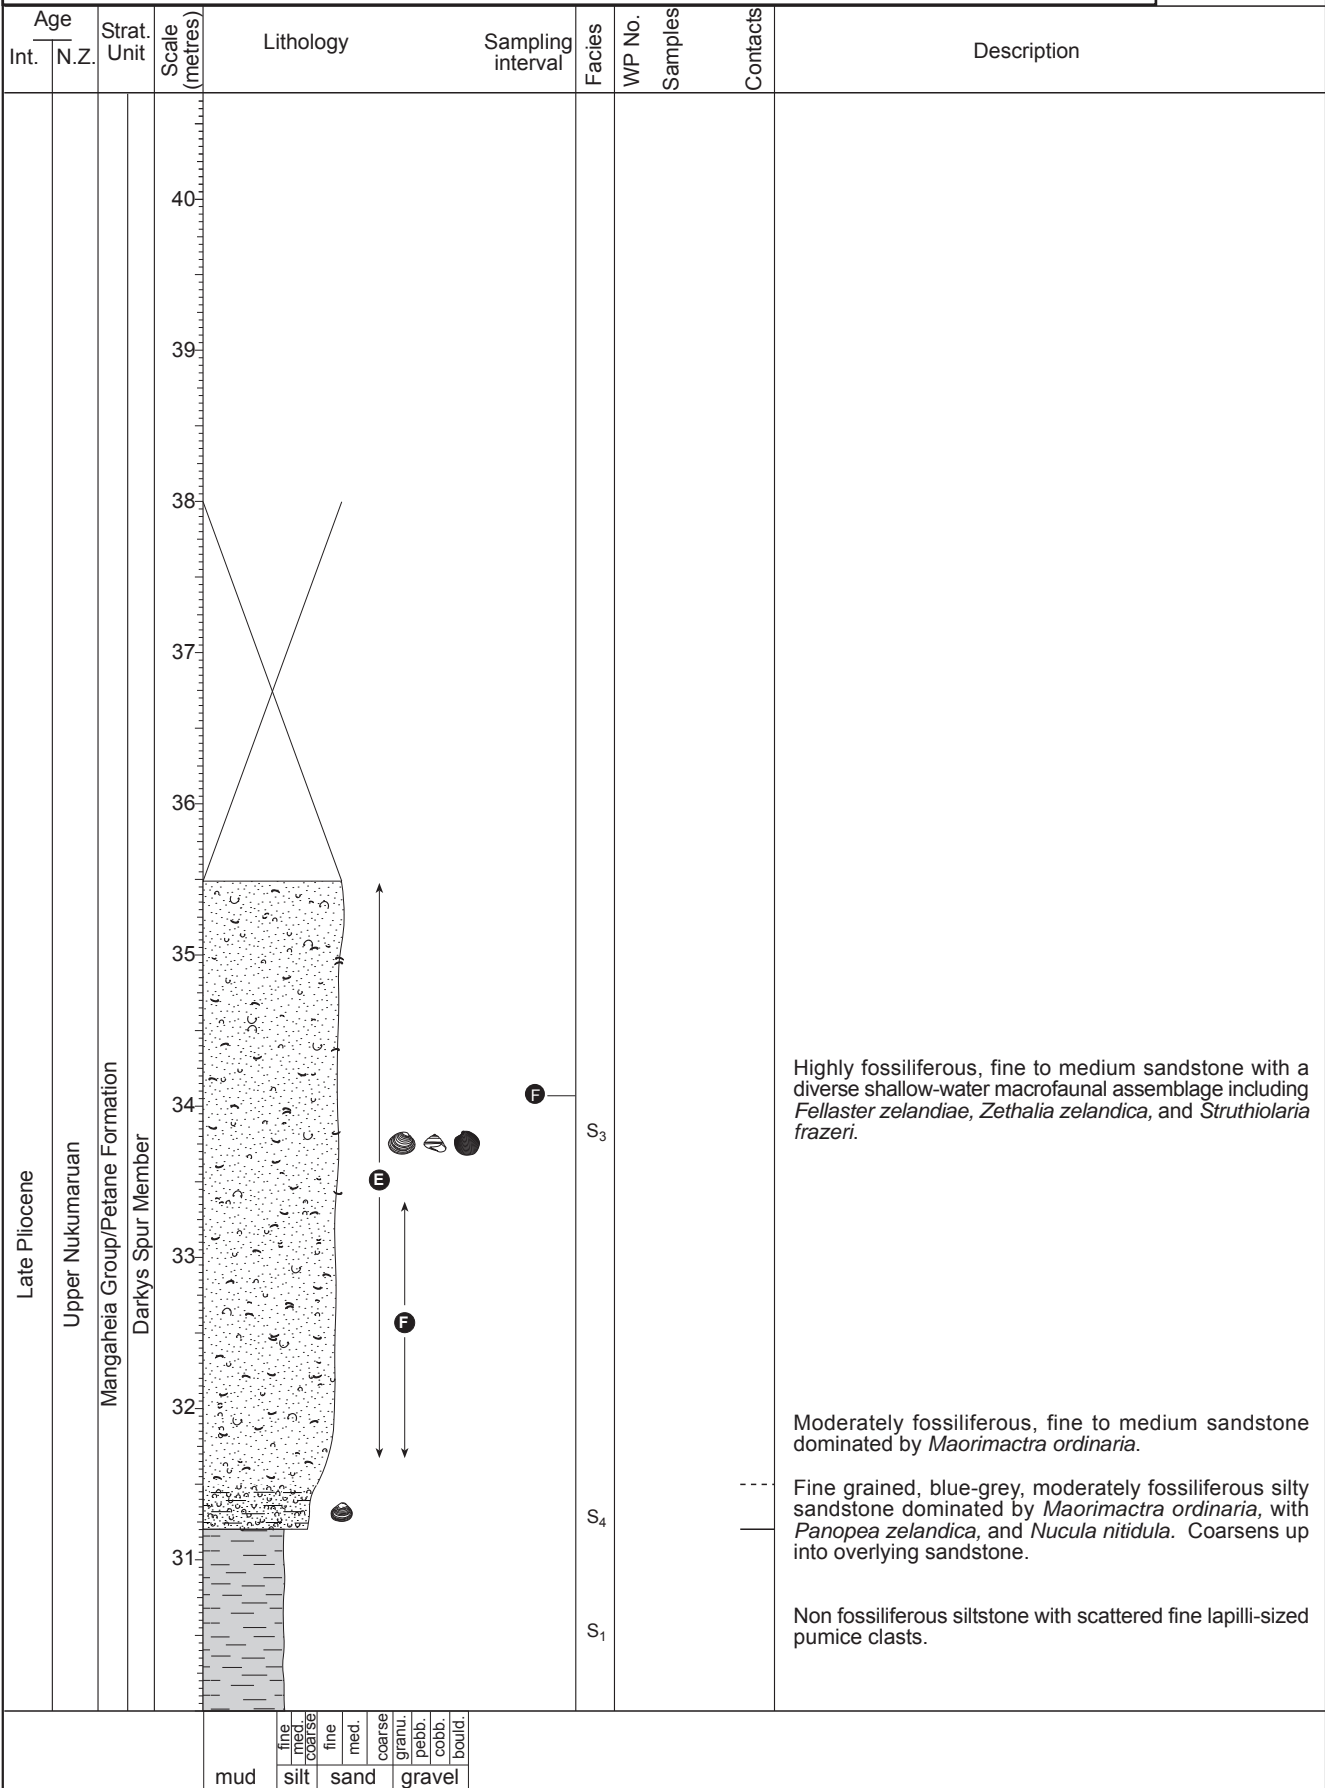 Age
Int.
N.Z.
Strat.
Unit
Scale
(metres)
Lithology
Sampling
interval
Facies
WP No.
Samples
Contacts
Description
40
39
38
37
36
35
34
33
32
31
Late Pliocene
Upper Nukumaruan
Mangaheia Group/Petane Formation
Darkys Spur Member
F
E
F
S3
S4
S1
Highly fossiliferous, fine to medium sandstone with a
diverse shallow-water macrofaunal assemblage including
Fellaster zelandiae, Zethalia zelandica, and Struthiolaria
frazeri.
Moderately fossiliferous, fine to medium sandstone
dominated by Maorimactra ordinaria.
Fine grained, blue-grey, moderately fossiliferous silty
sandstone dominated by Maorimactra ordinaria, with
Panopea zelandica, and Nucula nitidula. Coarsens up
into overlying sandstone.
Non fossiliferous siltstone with scattered fine lapilli-sized
pumice clasts.
fine
med.
coarse
fine
med.
coarse
granu.
pebb.
cobb.
bould.
mud
silt
sand
gravel